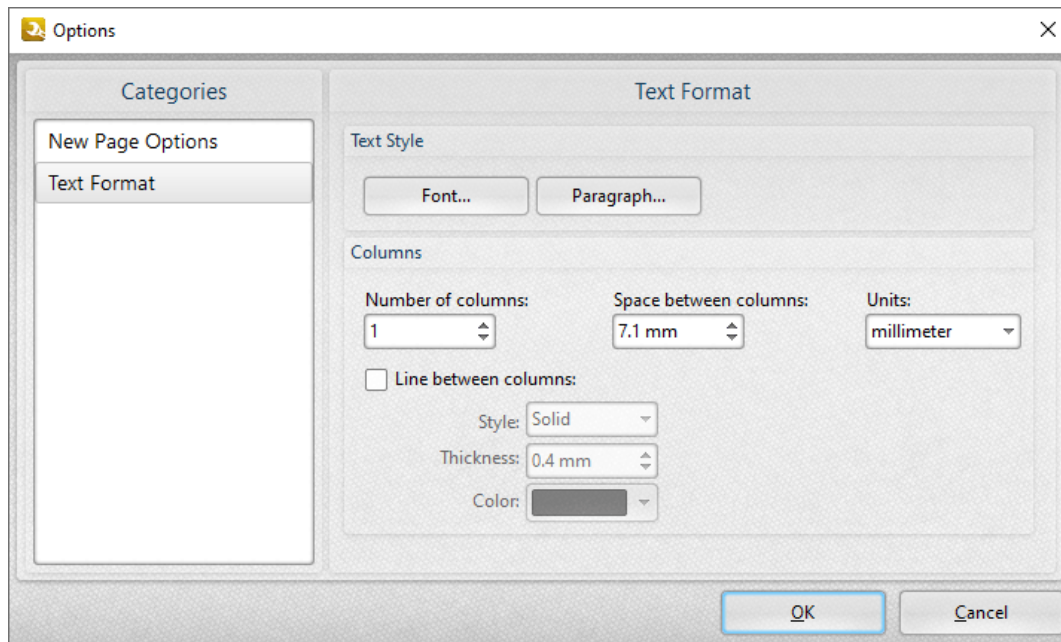 Options
Categories
New Page Options
Text Format
Text Format
Text Style
Font...
Paragraph...
Columns
Number of columns:
1
Space between columns:
7.1 mm
Units:
millimeter
Line between columns:
Style:
Solid
Thickness:
0.4 mm
Color:
OK
Cancel